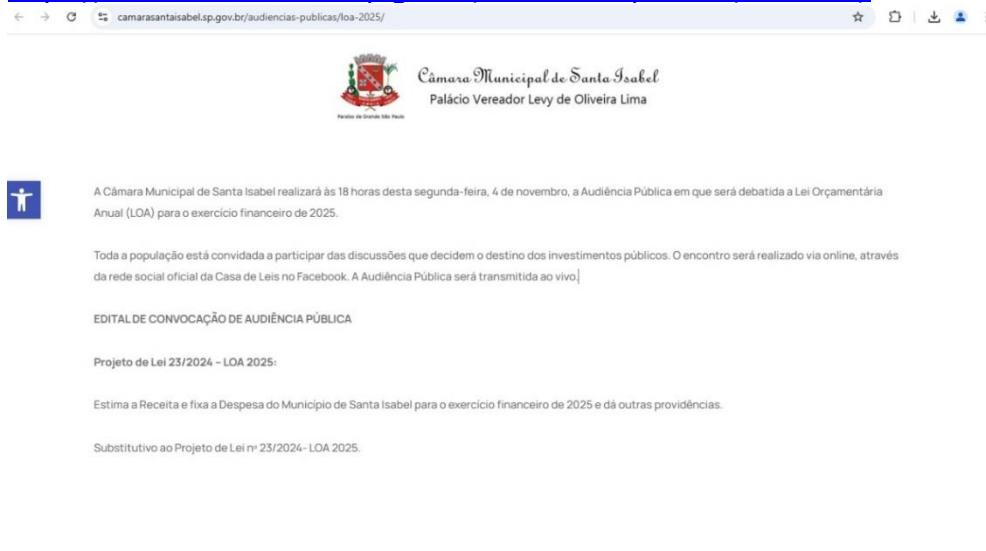 camarasantaisabel.sp.gov.br/audiencias-publicas/loa-2025/
Câmara Municipal de Santa Isabel
Palácio Vereador Levy de Oliveira Lima
Paraíso da Grande São Paulo
A Câmara Municipal de Santa Isabel realizará às 18 horas desta segunda-feira, 4 de novembro, a Audiência Pública em que será debatida a Lei Orçamentária
Anual (LOA) para o exercício financeiro de 2025.
Toda a população está convidada a participar das discussões que decidem o destino dos investimentos públicos. O encontro será realizado via online, através
da rede social oficial da Casa de Leis no Facebook. A Audiência Pública será transmitida ao vivo.
EDITAL DE CONVOCAÇÃO DE AUDIÊNCIA PÚBLICA
Projeto de Lei 23/2024 – LOA 2025:
Estima a Receita e fixa a Despesa do Município de Santa Isabel para o exercício financeiro de 2025 e dá outras providências.
Substitutivo ao Projeto de Lei nº 23/2024- LOA 2025.